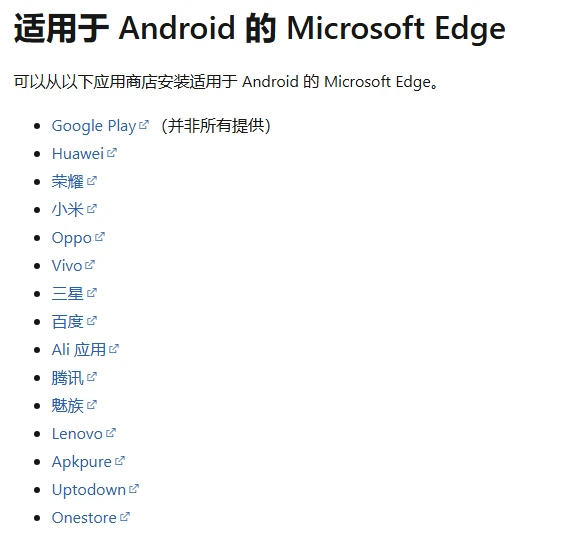 适用于 Android 的 Microsoft Edge
可以从以下应用商店安装适用于 Android 的 Microsoft Edge。
• Google Play （并非所有提供）
• Huawei
• 荣耀
• 小米
• Oppo
• Vivo
• 三星
• 百度
• Ali 应用
• 腾讯
• 魅族
• Lenovo
• Apkpure
• Uptodown
• Onestore